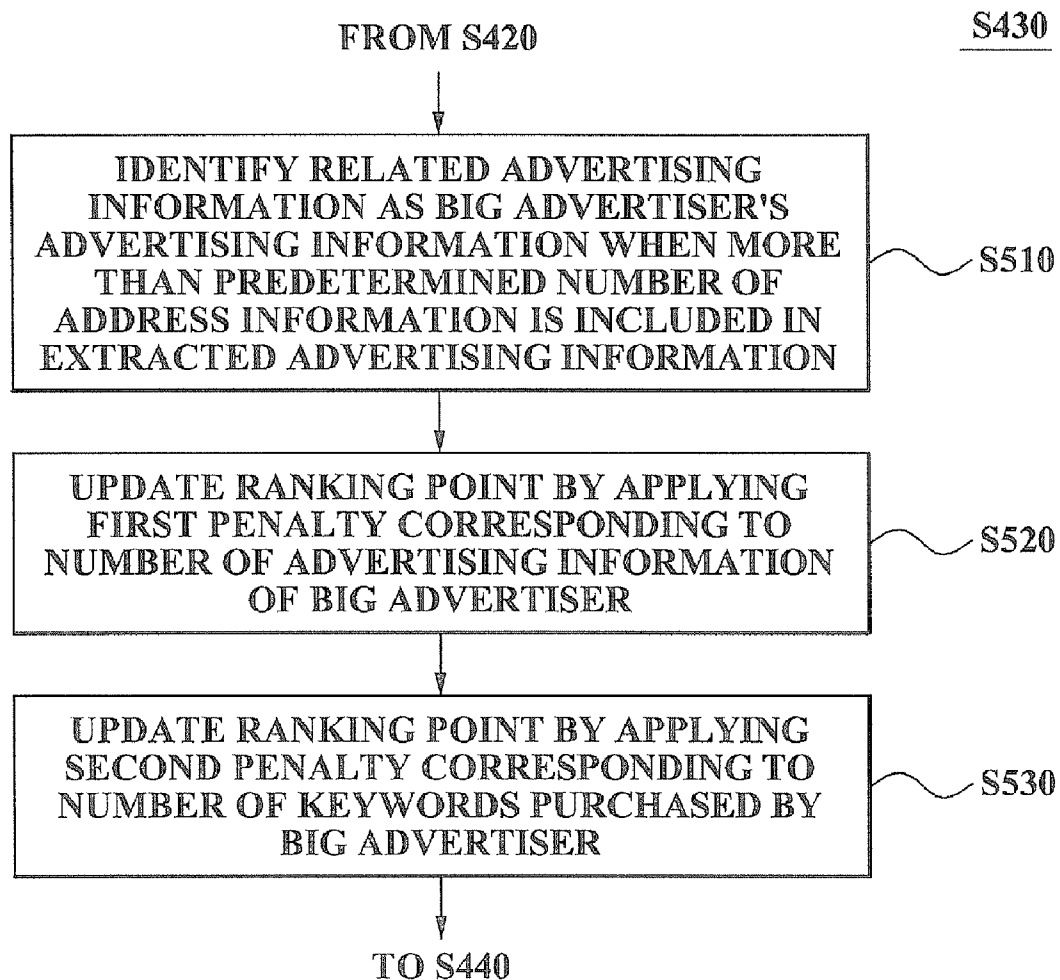 S430
FROM S420
IDENTIFY RELATED ADVERTISING
INFORMATION AS BIG ADVERTISER'S
ADVERTISING INFORMATION WHEN MORE
THAN PREDETERMINED NUMBER OF
ADDRESS INFORMATION IS INCLUDED IN
EXTRACTED ADVERTISING INFORMATION
S510
UPDATE RANKING POINT BY APPLYING
FIRST PENALTY CORRESPONDING TO
NUMBER OF ADVERTISING INFORMATION
OF BIG ADVERTISER
S520
UPDATE RANKING POINT BY APPLYING
SECOND PENALTY CORRESPONDING TO
NUMBER OF KEYWORDS PURCHASED BY
BIG ADVERTISER
S530
TO S440